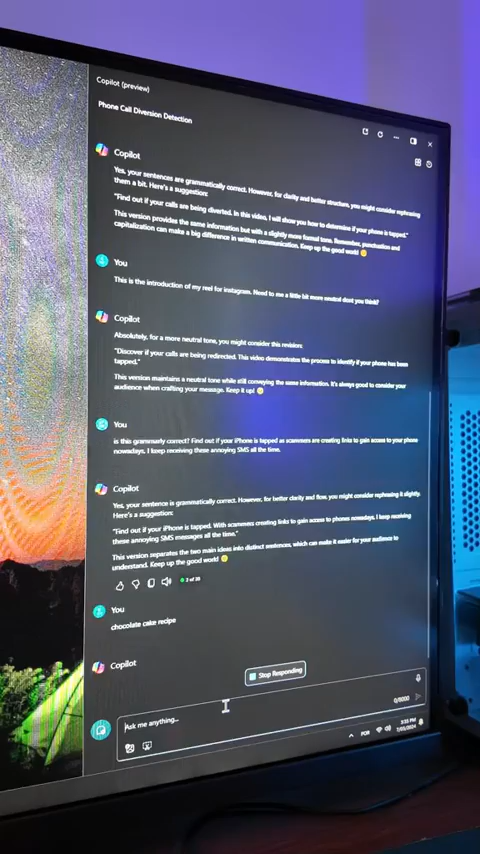 Copilot (preview)
Phone Call Diversion Detection
Copilot
Yes, your sentences are grammatically correct. However, for clarity and better structure, you might consider rephrasing
them a bit. Here's a suggestion:
"Find out if your calls are being diverted. In this video, I will show you how to determine if your phone is tapped."
This version provides the same information but with a slightly more formal tone. Remember, punctuation and
capitalization can make a big difference in written communication. Keep up the good work! 😊
You
This is the introduction of my reel for instagram. Need to me a little bit more neutral dont you think?
Copilot
Absolutely, for a more neutral tone, you might consider this revision:
"Discover if your calls are being redirected. This video demonstrates the process to identify if your phone has been
tapped."
This version maintains a neutral tone while still conveying the same information. It's always good to consider your
audience when crafting your message. Keep it up! 😊
You
is this grammarly correct? Find out if your iPhone is tapped as scammers are creating links to gain access to your phone
nowadays, I keep receiving these annoying SMS all the time.
Copilot
Yes, your sentence is grammatically correct. However, for better clarity and flow, you might consider rephrasing it slightly.
Here's a suggestion:
"Find out if your iPhone is tapped. With scammers creating links to gain access to phones nowadays, I keep receiving
these annoying SMS messages all the time."
This version separates the two main ideas into distinct sentences, which can make it easier for your audience to
understand. Keep up the good work! 😊
2 of 30
You
chocolate cake recipe
Copilot
Stop Responding
Ask me anything...
0/8000
POR
5:55 PM
7/03/2024